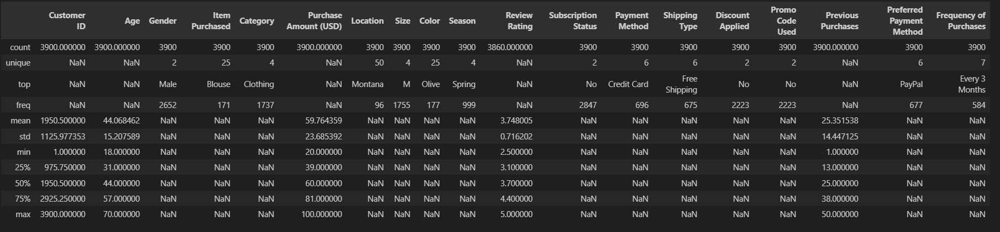 Customer ID Age Gender Item Purchased Category Purchase Amount (USD) Location Size Color Season Review Rating Subscription Status Payment Method Shipping Type Discount Applied Promo Code Used Previous Purchases Preferred Payment Method Frequency of Purchases
count 3900.000000 3900.000000 3900 3900 3900 3900.000000 3900 3900 3900 3900 3860.000000 3900 3900 3900 3900 3900 3900.000000 3900 3900
unique NaN NaN 2 25 4 NaN 50 4 25 4 NaN 2 6 6 2 2 NaN 6 7
top NaN NaN Male Blouse Clothing NaN Montana M Olive Spring NaN No Credit Card Free Shipping No No NaN PayPal Every 3 Months
freq NaN NaN 2652 171 1737 NaN 96 1755 177 999 NaN 2847 696 675 2223 2223 NaN 677 584
mean 1950.500000 44.068462 NaN NaN NaN 59.764359 NaN NaN NaN NaN 3.748005 NaN NaN NaN NaN NaN 25.351538 NaN NaN
std 1125.977353 15.207589 NaN NaN NaN 23.685392 NaN NaN NaN NaN 0.716202 NaN NaN NaN NaN NaN 14.447125 NaN NaN
min 1.000000 18.000000 NaN NaN NaN 20.000000 NaN NaN NaN NaN 2.500000 NaN NaN NaN NaN NaN 1.000000 NaN NaN
25% 975.750000 31.000000 NaN NaN NaN 39.000000 NaN NaN NaN NaN 3.100000 NaN NaN NaN NaN NaN 13.000000 NaN NaN
50% 1950.500000 44.000000 NaN NaN NaN 60.000000 NaN NaN NaN NaN 3.700000 NaN NaN NaN NaN NaN 25.000000 NaN NaN
75% 2925.250000 57.000000 NaN NaN NaN 81.000000 NaN NaN NaN NaN 4.400000 NaN NaN NaN NaN NaN 38.000000 NaN NaN
max 3900.000000 70.000000 NaN NaN NaN 100.000000 NaN NaN NaN NaN 5.000000 NaN NaN NaN NaN NaN 50.000000 NaN NaN